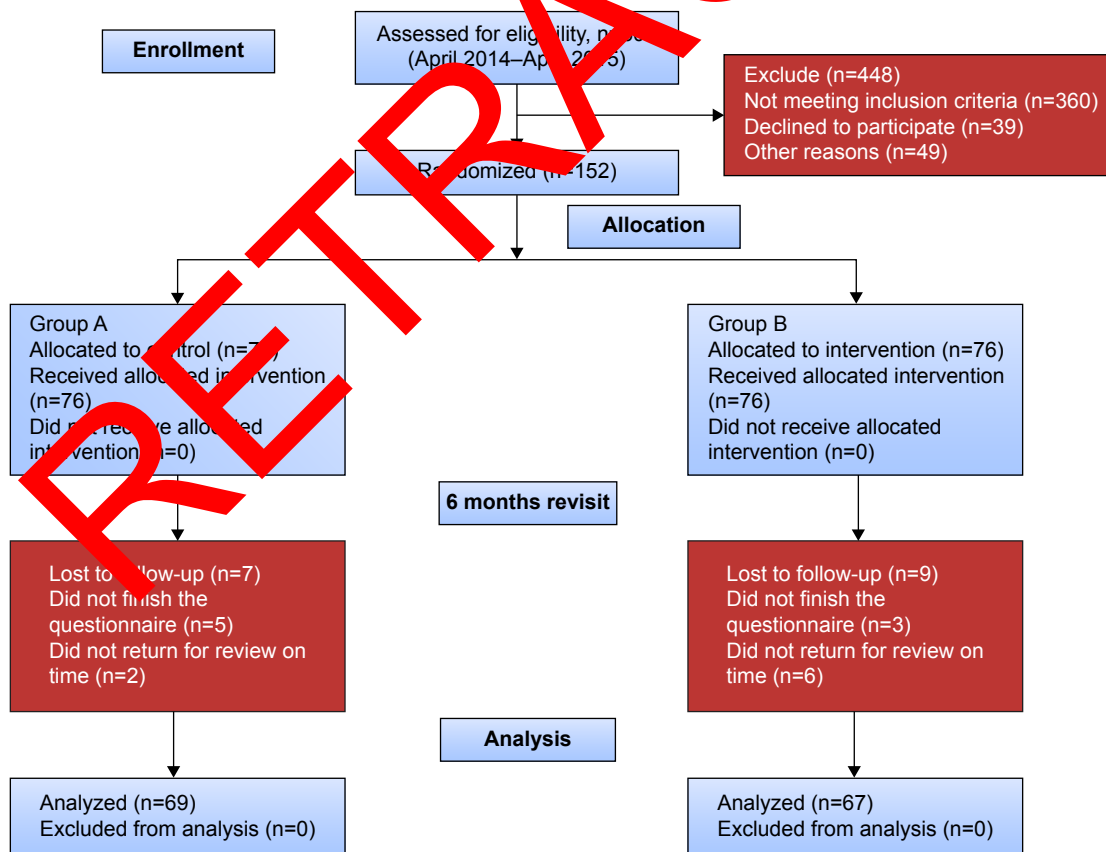 Enrollment
Assessed for eligibility,
(April 2014–April 2015)
Exclude (n=448)
Not meeting inclusion criteria (n=360)
Declined to participate (n=39)
Other reasons (n=49)
Randomized (n=152)
Allocation
Group A
Allocated to control
Received allocated intervention
(n=76)
Did not receive allocated
intervention (n=0)
Group B
Allocated to intervention (n=76)
Received allocated intervention
(n=76)
Did not receive allocated
intervention (n=0)
6 months revisit
Lost to follow-up (n=7)
Did not finish the
questionnaire (n=5)
Did not return for review on
time (n=2)
Lost to follow-up (n=9)
Did not finish the
questionnaire (n=3)
Did not return for review on
time (n=6)
Analysis
Analyzed (n=69)
Excluded from analysis (n=0)
Analyzed (n=67)
Excluded from analysis (n=0)
RETRA